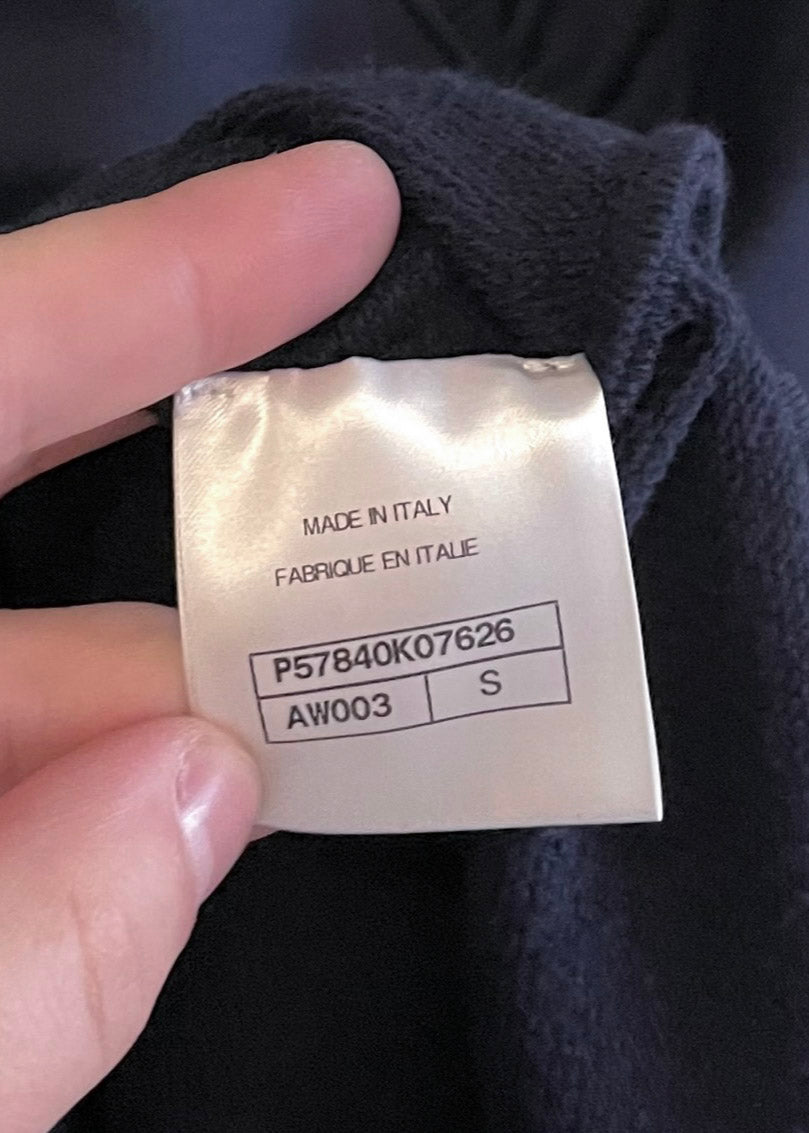 MADE IN ITALY
FABRIQUE EN ITALIE
P57840K07626
AW003 S